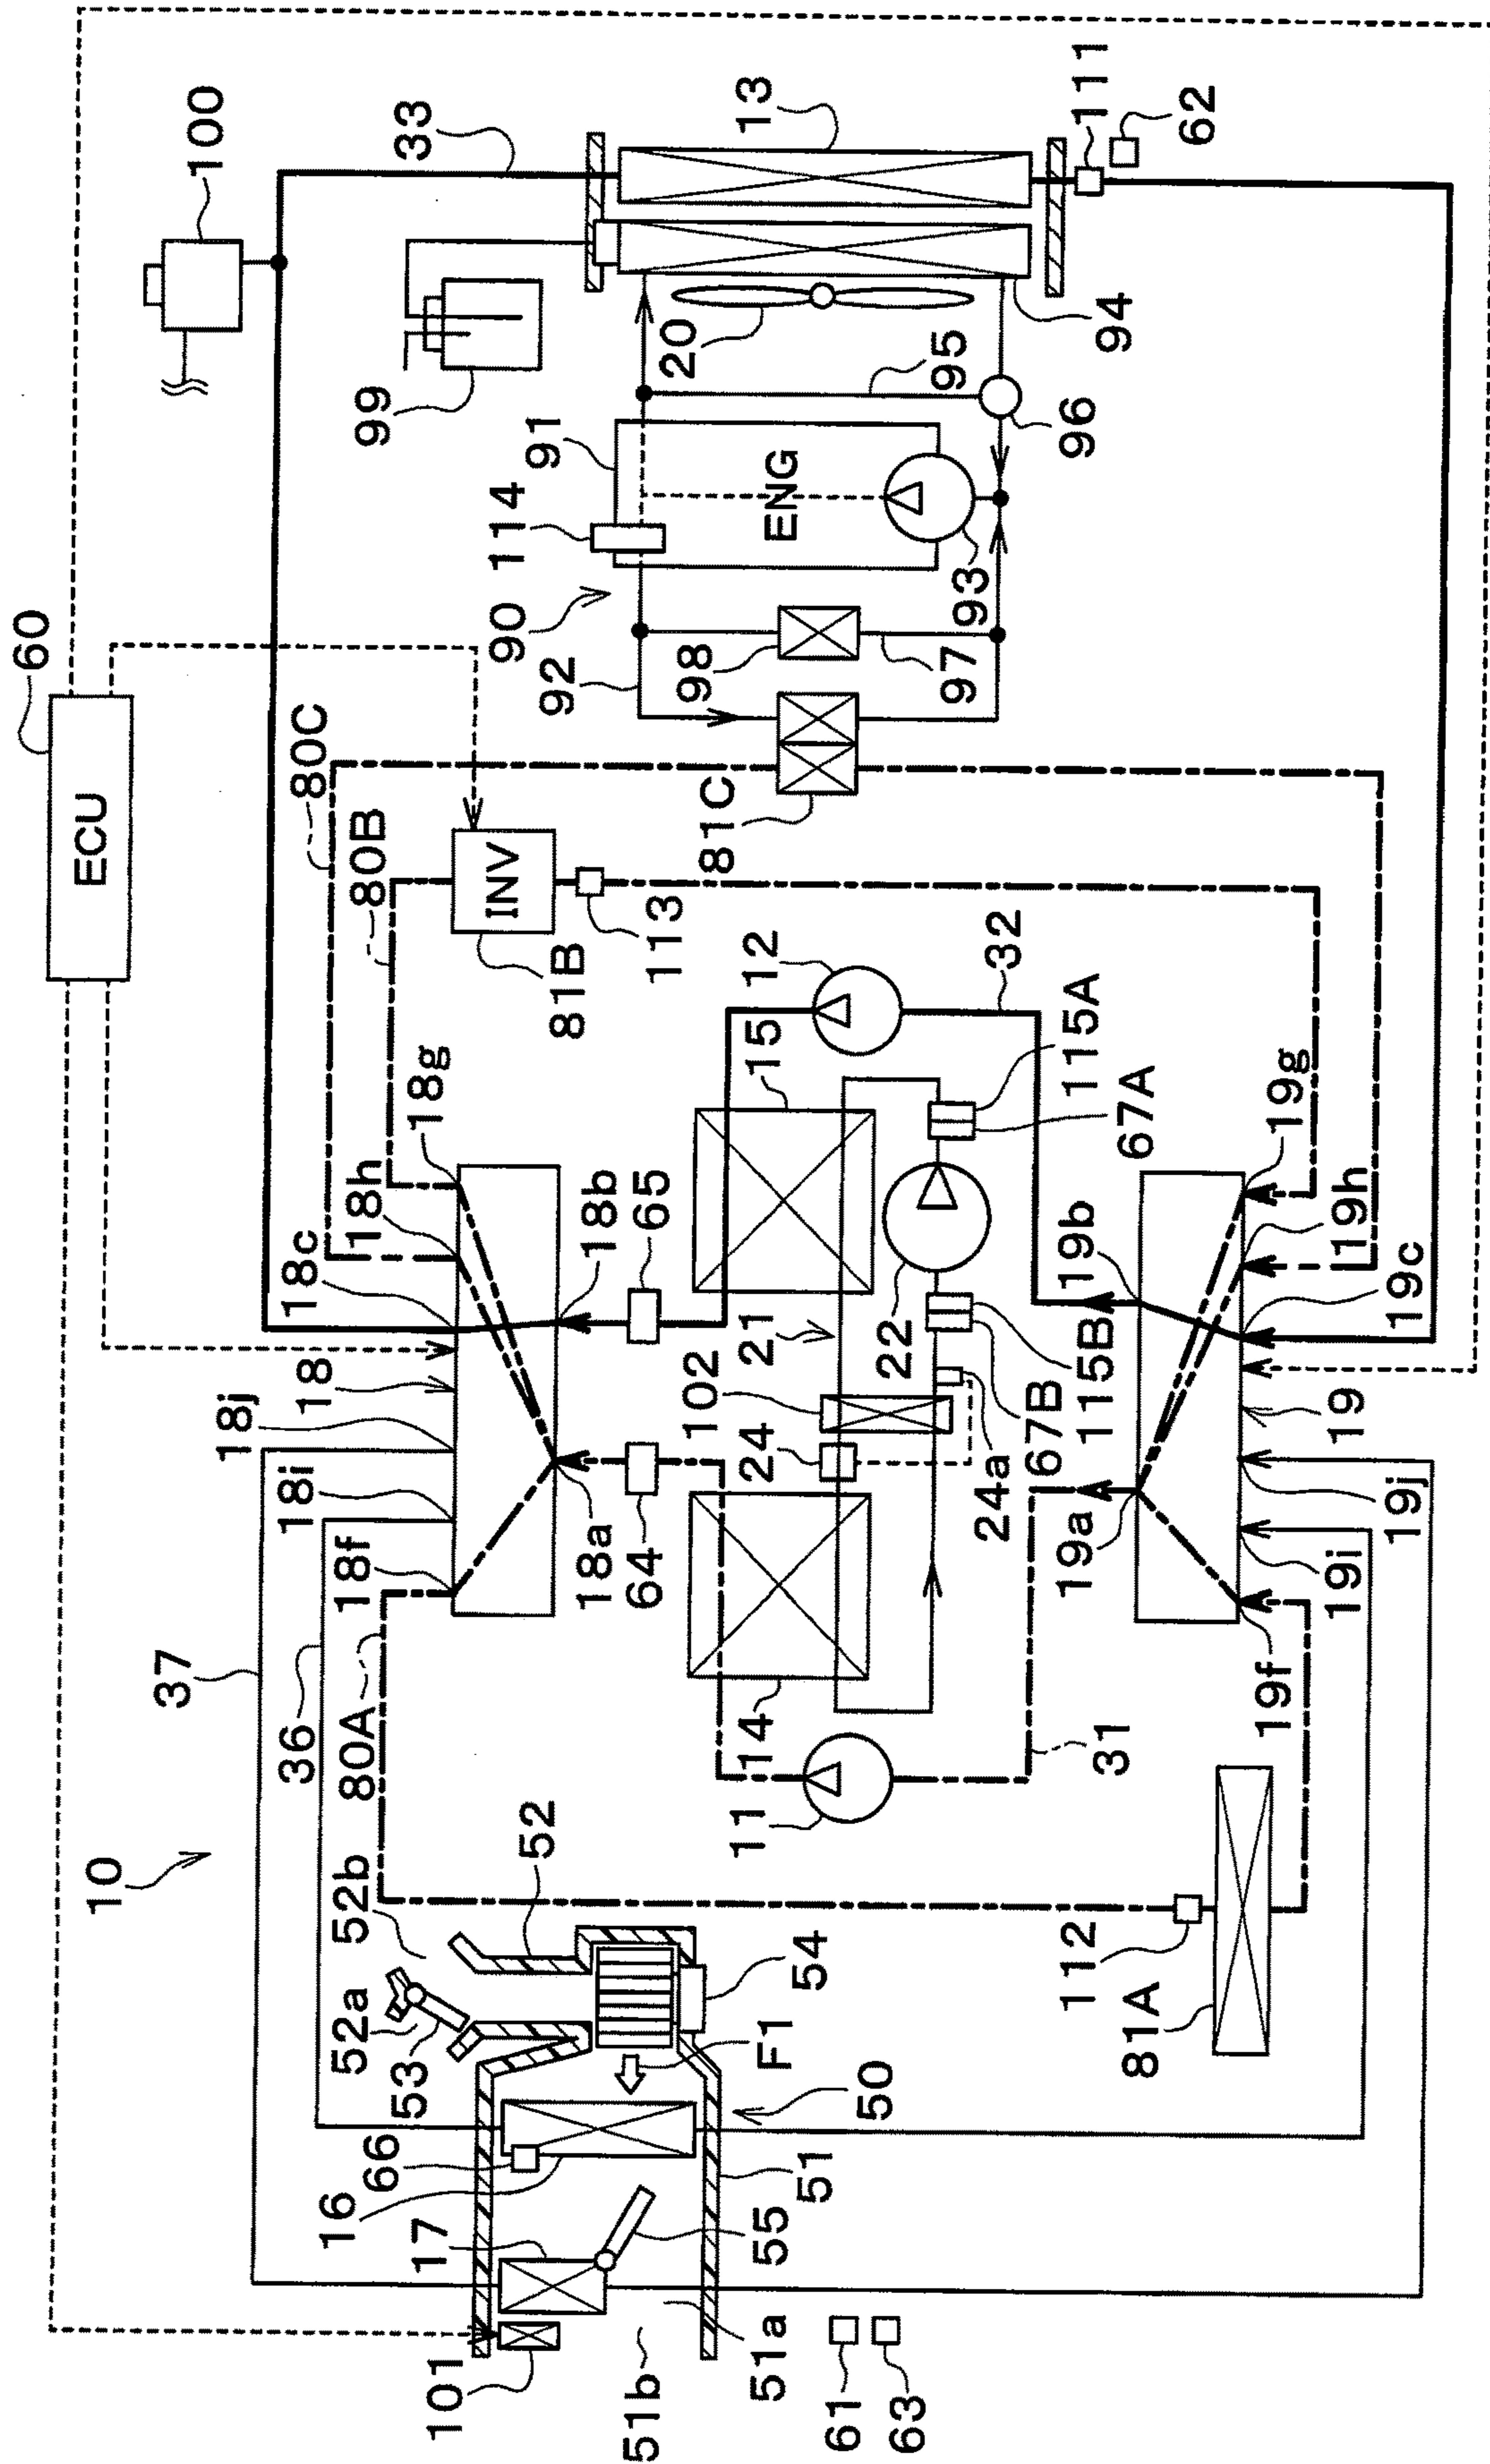 60
ECU
10
37
36
80A
18f
18i
18j
18
18c
18h
18g
80B
80C
100
33
99
13
111
62
94
20
95
96
91
114
ENG
90
92
98
93
97
81C
INV
81B
113
12
32
15
115A
67A
18b
65
18a
64
102
24
21
22
115B
67B
24a
14
11
31
19b
19a
19g
19h
19c
19
19j
19i
19f
52b
52
52a
53
54
F1
50
66
16
51
17
55
101
51b
51a
61
63
112
81A